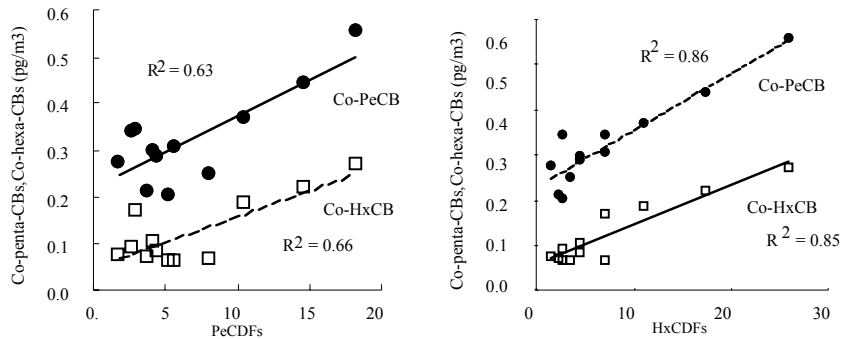 Co-penta-CBs,Co-hexa-CBs (pg/m3)
0.6
0.5
0.4
0.3
0.2
0.1
0.0
R2 = 0.63
Co-PeCB
Co-HxCB
R2 = 0.66
0. 5 10 15 20
PeCDFs
Co-penta-CBs,Co-hexa-CBs (pg/m3)
0.6
0.5
0.4
0.3
0.2
0.1
0.0
R2 = 0.86
Co-PeCB
Co-HxCB
R2 = 0.85
0 10 20 30
HxCDFs